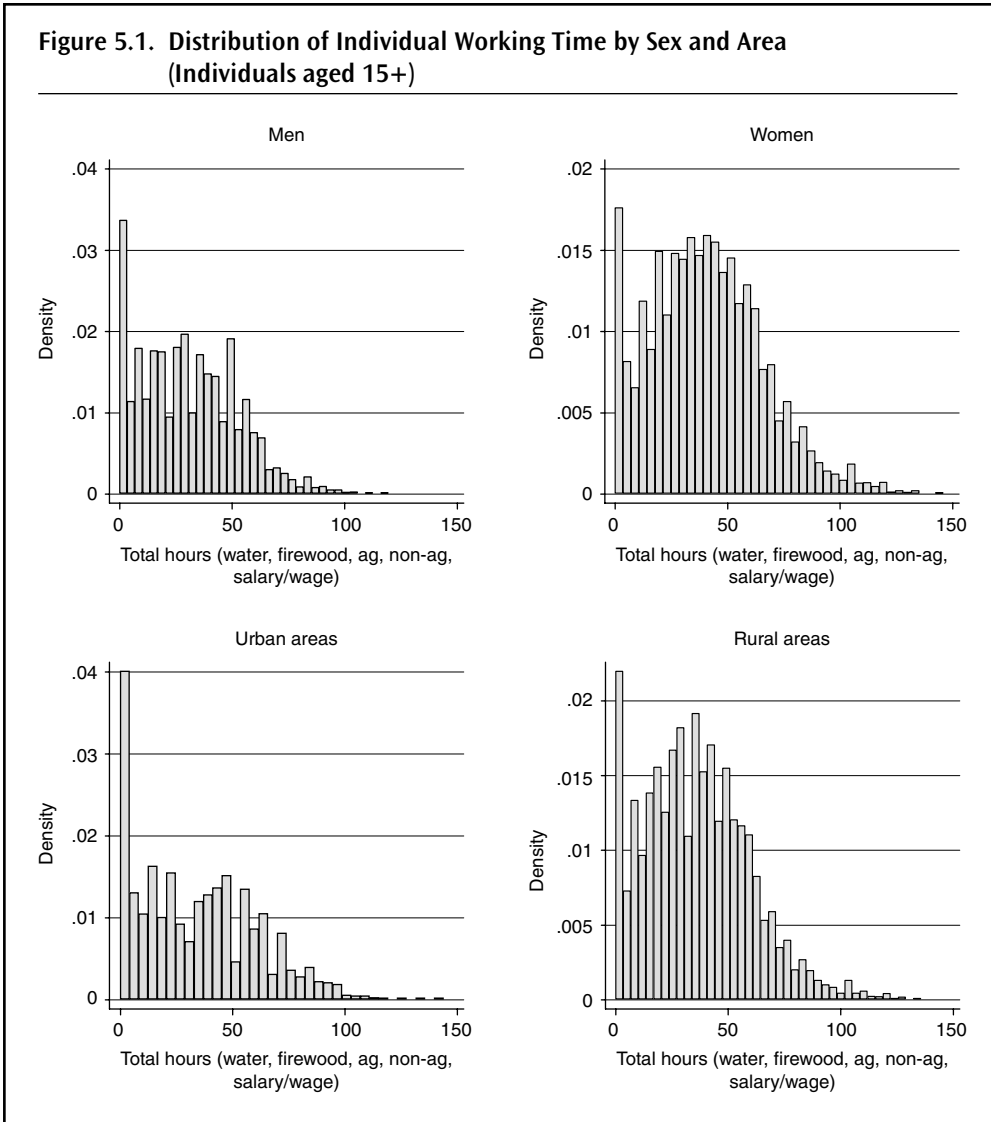 Figure 5.1. Distribution of Individual Working Time by Sex and Area
(Individuals aged 15+)
Men
.04
.03
.02
.01
0
Density
0 50 100 150
Total hours (water, firewood, ag, non-ag,
salary/wage)
Women
.02
.015
.01
.005
0
Density
0 50 100 150
Total hours (water, firewood, ag, non-ag,
salary/wage)
Urban areas
.04
.03
.02
.01
0
Density
0 50 100 150
Total hours (water, firewood, ag, non-ag,
salary/wage)
Rural areas
.02
.015
.01
.005
0
Density
0 50 100 150
Total hours (water, firewood, ag, non-ag,
salary/wage)